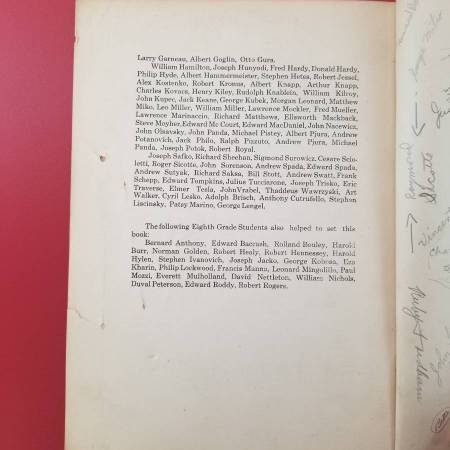 Larry Garneau, Albert Goglin, Otto Gura.
William Hamilton, Joseph Hunyodi, Fred Hardy, Donald Hardy,
Philip Hyde, Albert Hammermeister, Stephen Hetes, Robert Jessel,
Alex Kostenko, Robert Kronus, Albert Knapp, Arthur Knapp,
Charles Kovacs, Henry Kiley, Rudolph Knablein, William Kilroy,
John Kupec, Jack Keane, George Kubek, Morgan Leonard, Matthew
Miko, Leo Miller, William Miller, Lawrence Mockler, Fred Mueller,
Lawrence Marinaccio, Richard Matthews, Ellsworth Mackback,
Steve Moyher, Edward Mc Court, Edward MacDaniel, John Nacewicz,
John Olsavsky, John Panda, Michael Pistey, Albert Pjura, Andrew
Potanovich, Jack Philo, Ralph Pozzuto, Andrew Pjura, Michael
Panda, Joseph Potok, Robert Royal.
Joseph Safko, Richard Sheehan, Sigmond Surowicz, Cesare Scio-
letti, Roger Sicotte, John Sorenson, Andrew Spada, Edward Spada,
Andrew Sutyak, Richard Saksa, Bill Stott, Andrew Swatt, Frank
Schepp, Edward Tompkins, Julius Turciarone, Joseph Trisko, Eric
Traverse, Elmer Tesla, John Vrabel, Thaddeus Wawrzyski, Art
Walker, Cyril Lesko, Adolph Brisch, Anthony Cutrufello, Stephen
Liscinsky, Patsy Marino, George Lengel.
The following Eighth Grade Students also helped to set this
book:
Bernard Anthony, Edward Baccash, Rolland Bouley, Harold
Burr, Norman Golden, Robert Healy, Robert Hennessey, Harold
Hylen, Stephen Ivanovich, Joseph Jacko, George Kobosa, Uza
Kharin, Philip Lockwood, Francis Manna, Leonard Mingolillo, Paul
Mozzi, Everett Mulholland, David Nettleton, William Nichols,
Duval Peterson, Edward Roddy, Robert Rogers.
Raymond
Sicotte